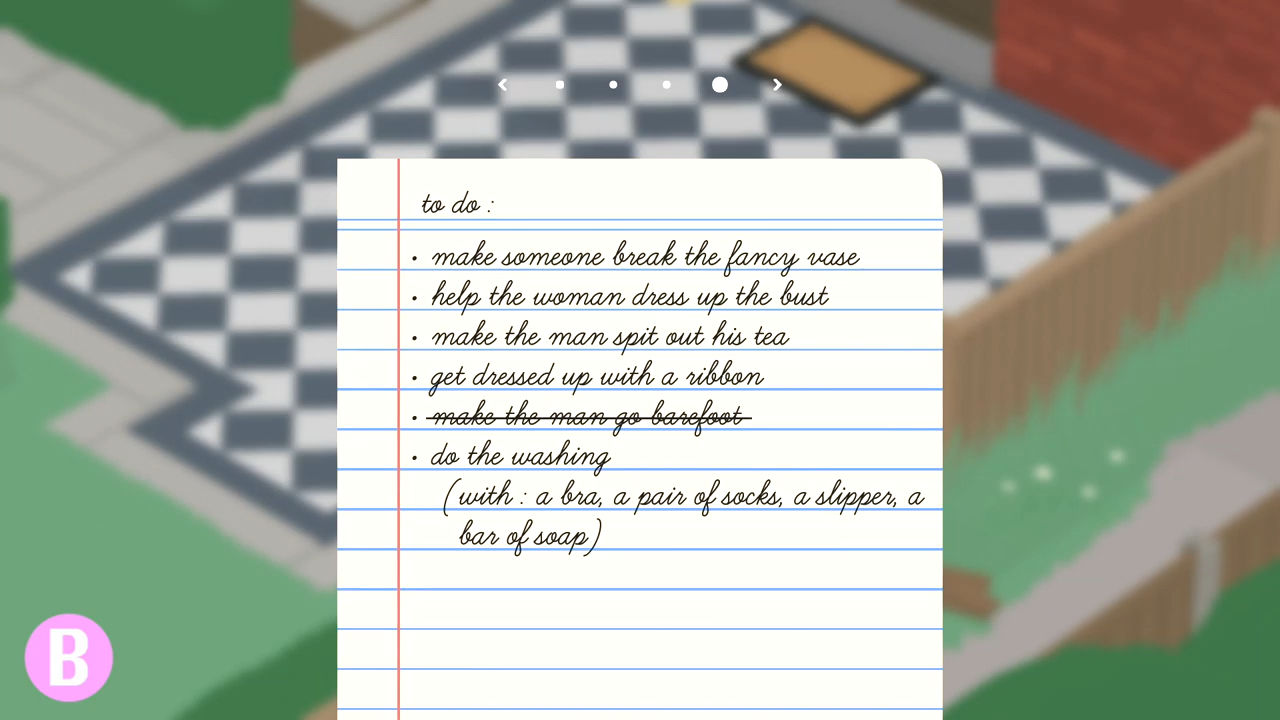 to do :
• make someone break the fancy vase
• help the woman dress up the bust
• make the man spit out his tea
• get dressed up with a ribbon
• make the man go barefoot
• do the washing
(with : a bra, a pair of socks, a slipper, a
bar of soap)
B